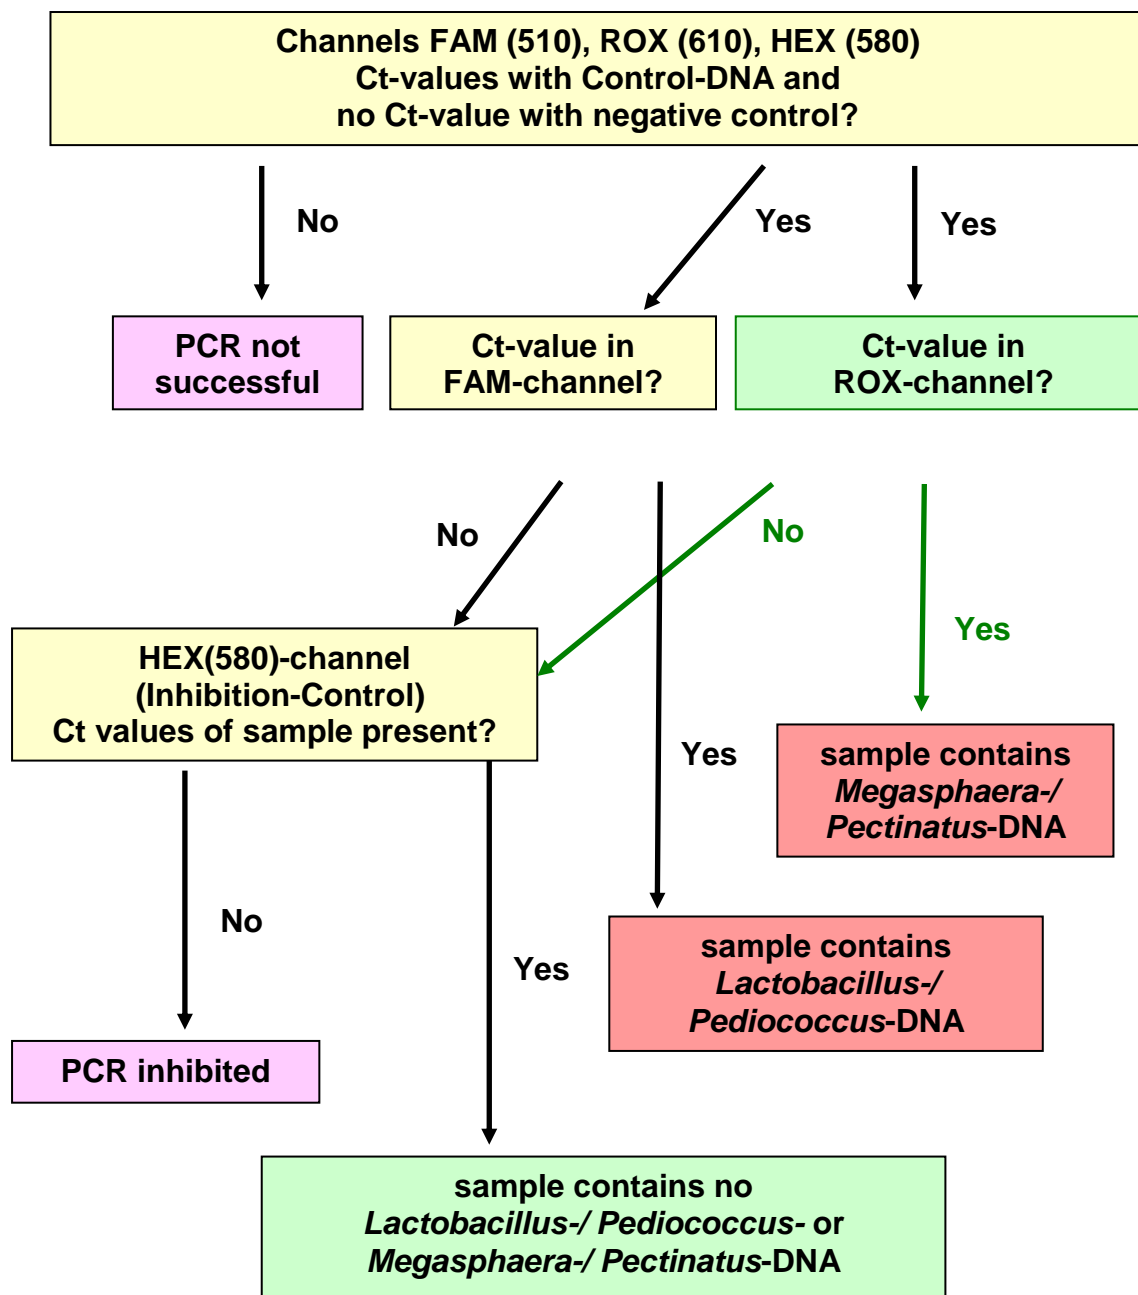 Channels FAM (510), ROX (610), HEX (580)
Ct-values with Control-DNA and
no Ct-value with negative control?
No
Yes
Yes
PCR not
successful
Ct-value in
FAM-channel?
Ct-value in
ROX-channel?
No
No
Yes
HEX(580)-channel
(Inhibition-Control)
Ct values of sample present?
Yes
sample contains
Megasphaera-/
Pectinatus-DNA
No
Yes
sample contains
Lactobacillus-/
Pediococcus-DNA
PCR inhibited
sample contains no
Lactobacillus-/ Pediococcus- or
Megasphaera-/ Pectinatus-DNA